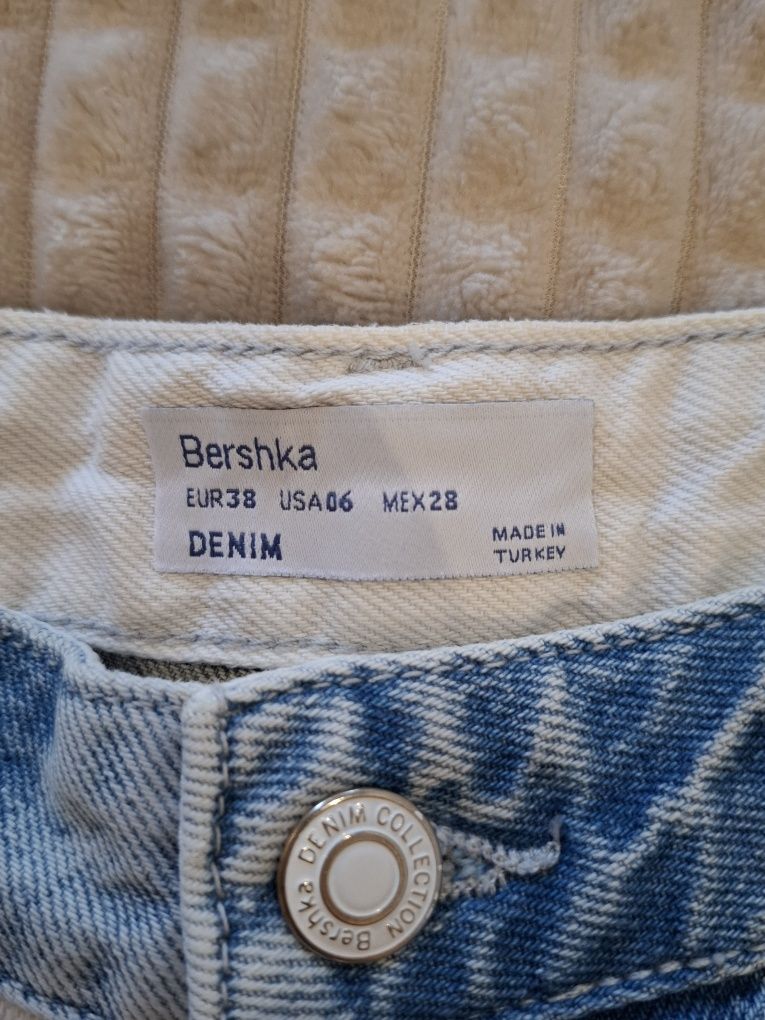 Bershka
EUR38 USA06 MEX28
DENIM
MADE IN
TURKEY
DENIM COLLECTION
Bershka